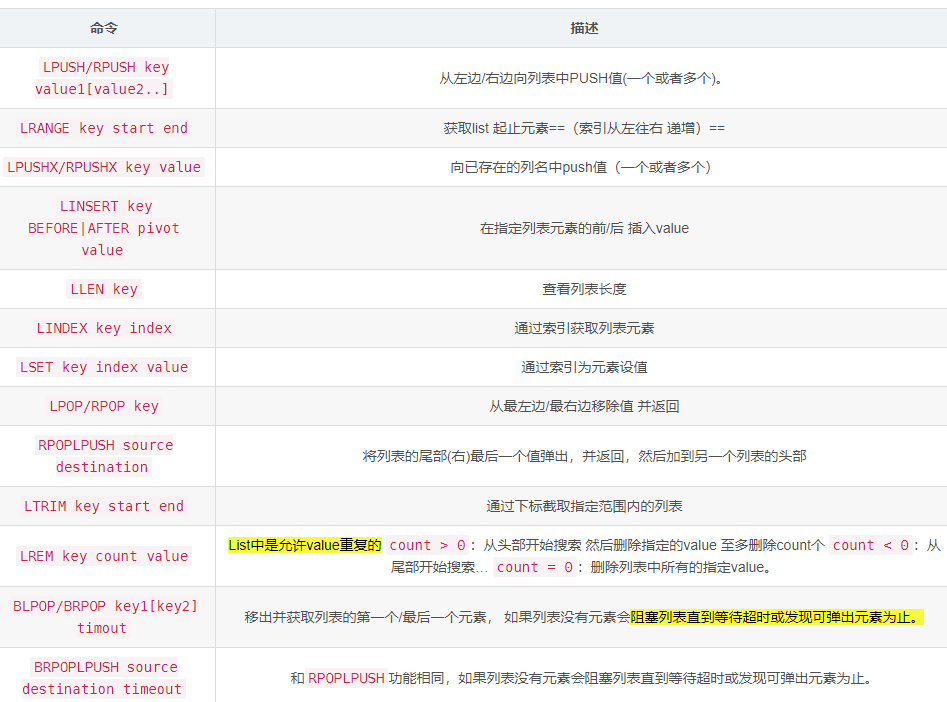 命令 描述
LPUSH/RPUSH key
value1[value2..]
从左边/右边向列表中PUSH值(一个或者多个)。
LRANGE key start end 获取list 起止元素==（索引从左往右 递增）==
LPUSHX/RPUSHX key value 向已存在的列名中push值（一个或者多个）
LINSERT key
BEFORE|AFTER pivot
value
在指定列表元素的前/后 插入value
LLEN key 查看列表长度
LINDEX key index 通过索引获取列表元素
LSET key index value 通过索引为元素设值
LPOP/RPOP key 从最左边/最右边移除值 并返回
RPOPLPUSH source
destination
将列表的尾部(右)最后一个值弹出，并返回，然后加到另一个列表的头部
LTRIM key start end 通过下标截取指定范围内的列表
LREM key count value
List中是允许value重复的 count > 0：从头部开始搜索 然后删除指定的value 至多删除count个 count < 0：从
尾部开始搜索… count = 0：删除列表中所有的指定value。
BLPOP/BRPOP key1[key2]
timout
移出并获取列表的第一个/最后一个元素， 如果列表没有元素会阻塞列表直到等待超时或发现可弹出元素为止。
BRPOPLPUSH source
destination timeout
和 RPOPLPUSH 功能相同，如果列表没有元素会阻塞列表直到等待超时或发现可弹出元素为止。